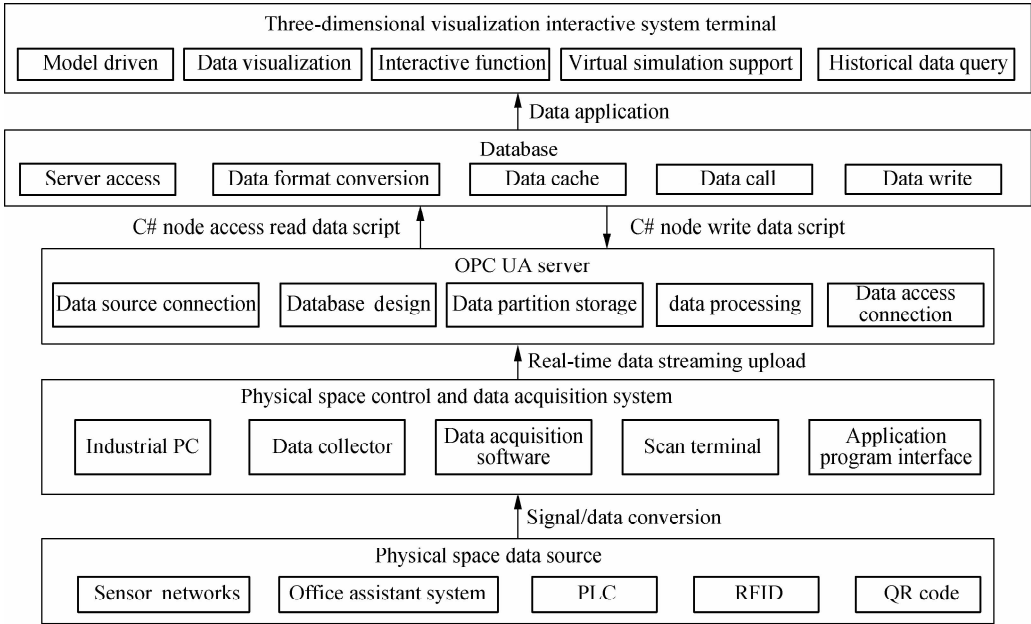 Three-dimensional visualization interactive system terminal
Model driven
Data visualization
Interactive function
Virtual simulation support
Historical data query
Data application
Database
Server access
Data format conversion
Data cache
Data call
Data write
C# node access read data script
C# node write data script
OPC UA server
Data source connection
Database design
Data partition storage
data processing
Data access
connection
Real-time data streaming upload
Physical space control and data acquisition system
Industrial PC
Data collector
Data acquisition
software
Scan terminal
Application
program interface
Signal/data conversion
Physical space data source
Sensor networks
Office assistant system
PLC
RFID
QR code